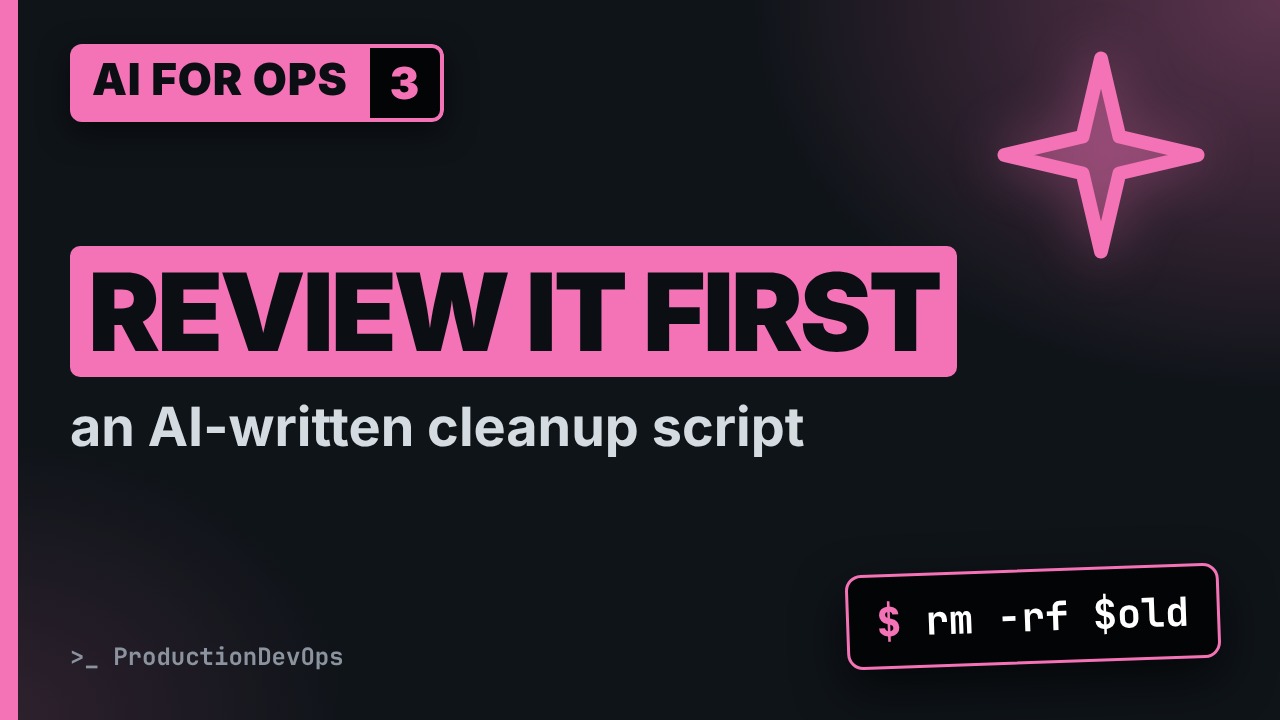 AI FOR OPS 3
REVIEW IT FIRST
an AI-written cleanup script
$ rm -rf $old
>_ ProductionDevOps